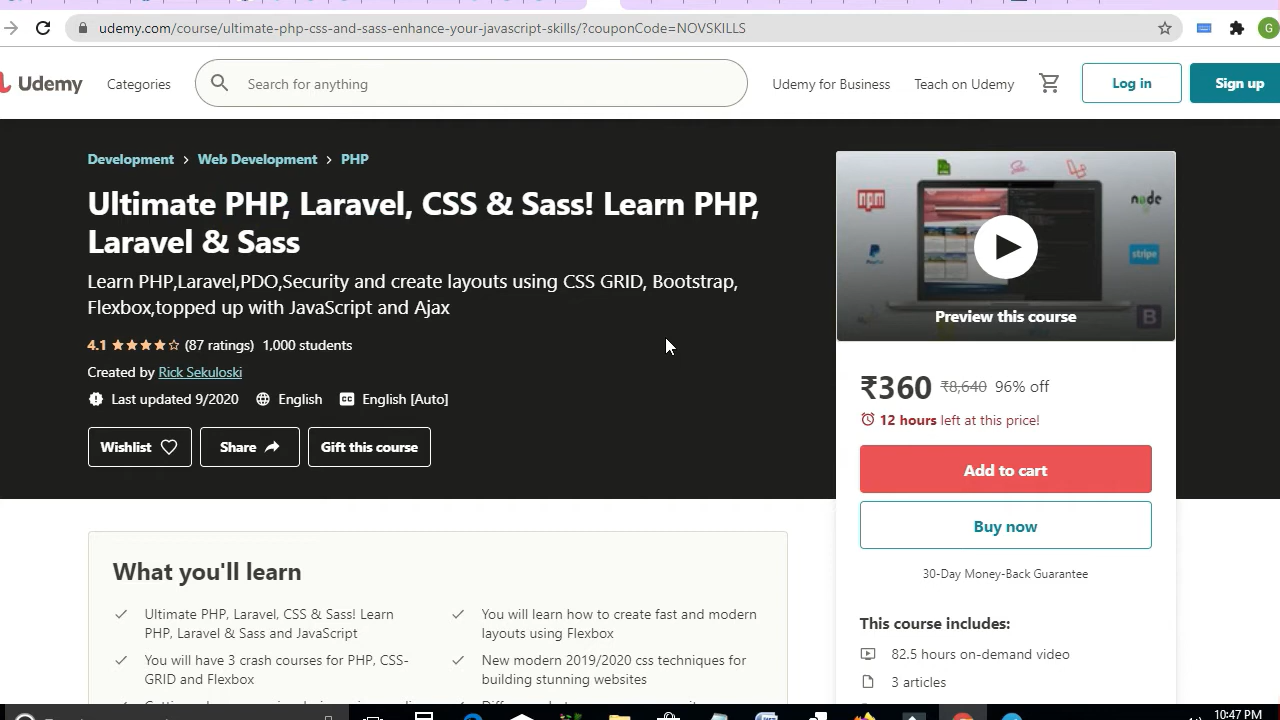 udemy.com/course/ultimate-php-css-and-sass-enhance-your-javascript-skills/?couponCode=NOVSKILLS
G
Udemy
Categories
Search for anything
Udemy for Business
Teach on Udemy
Log in
Sign up
Development › Web Development › PHP
Ultimate PHP, Laravel, CSS & Sass! Learn PHP,
Laravel & Sass
Learn PHP,Laravel,PDO,Security and create layouts using CSS GRID, Bootstrap,
Flexbox,topped up with JavaScript and Ajax
4.1 (87 ratings) 1,000 students
Created by Rick Sekuloski
Last updated 9/2020 English CC English [Auto]
Wishlist
Share
Gift this course
npm
Sass
node
PayPal
stripe
B
Preview this course
₹360 ₹8,640 96% off
12 hours left at this price!
Add to cart
Buy now
30-Day Money-Back Guarantee
This course includes:
82.5 hours on-demand video
3 articles
What you'll learn
Ultimate PHP, Laravel, CSS & Sass! Learn
PHP, Laravel & Sass and JavaScript
You will have 3 crash courses for PHP, CSS-
GRID and Flexbox
You will learn how to create fast and modern
layouts using Flexbox
New modern 2019/2020 css techniques for
building stunning websites
10:47 PM